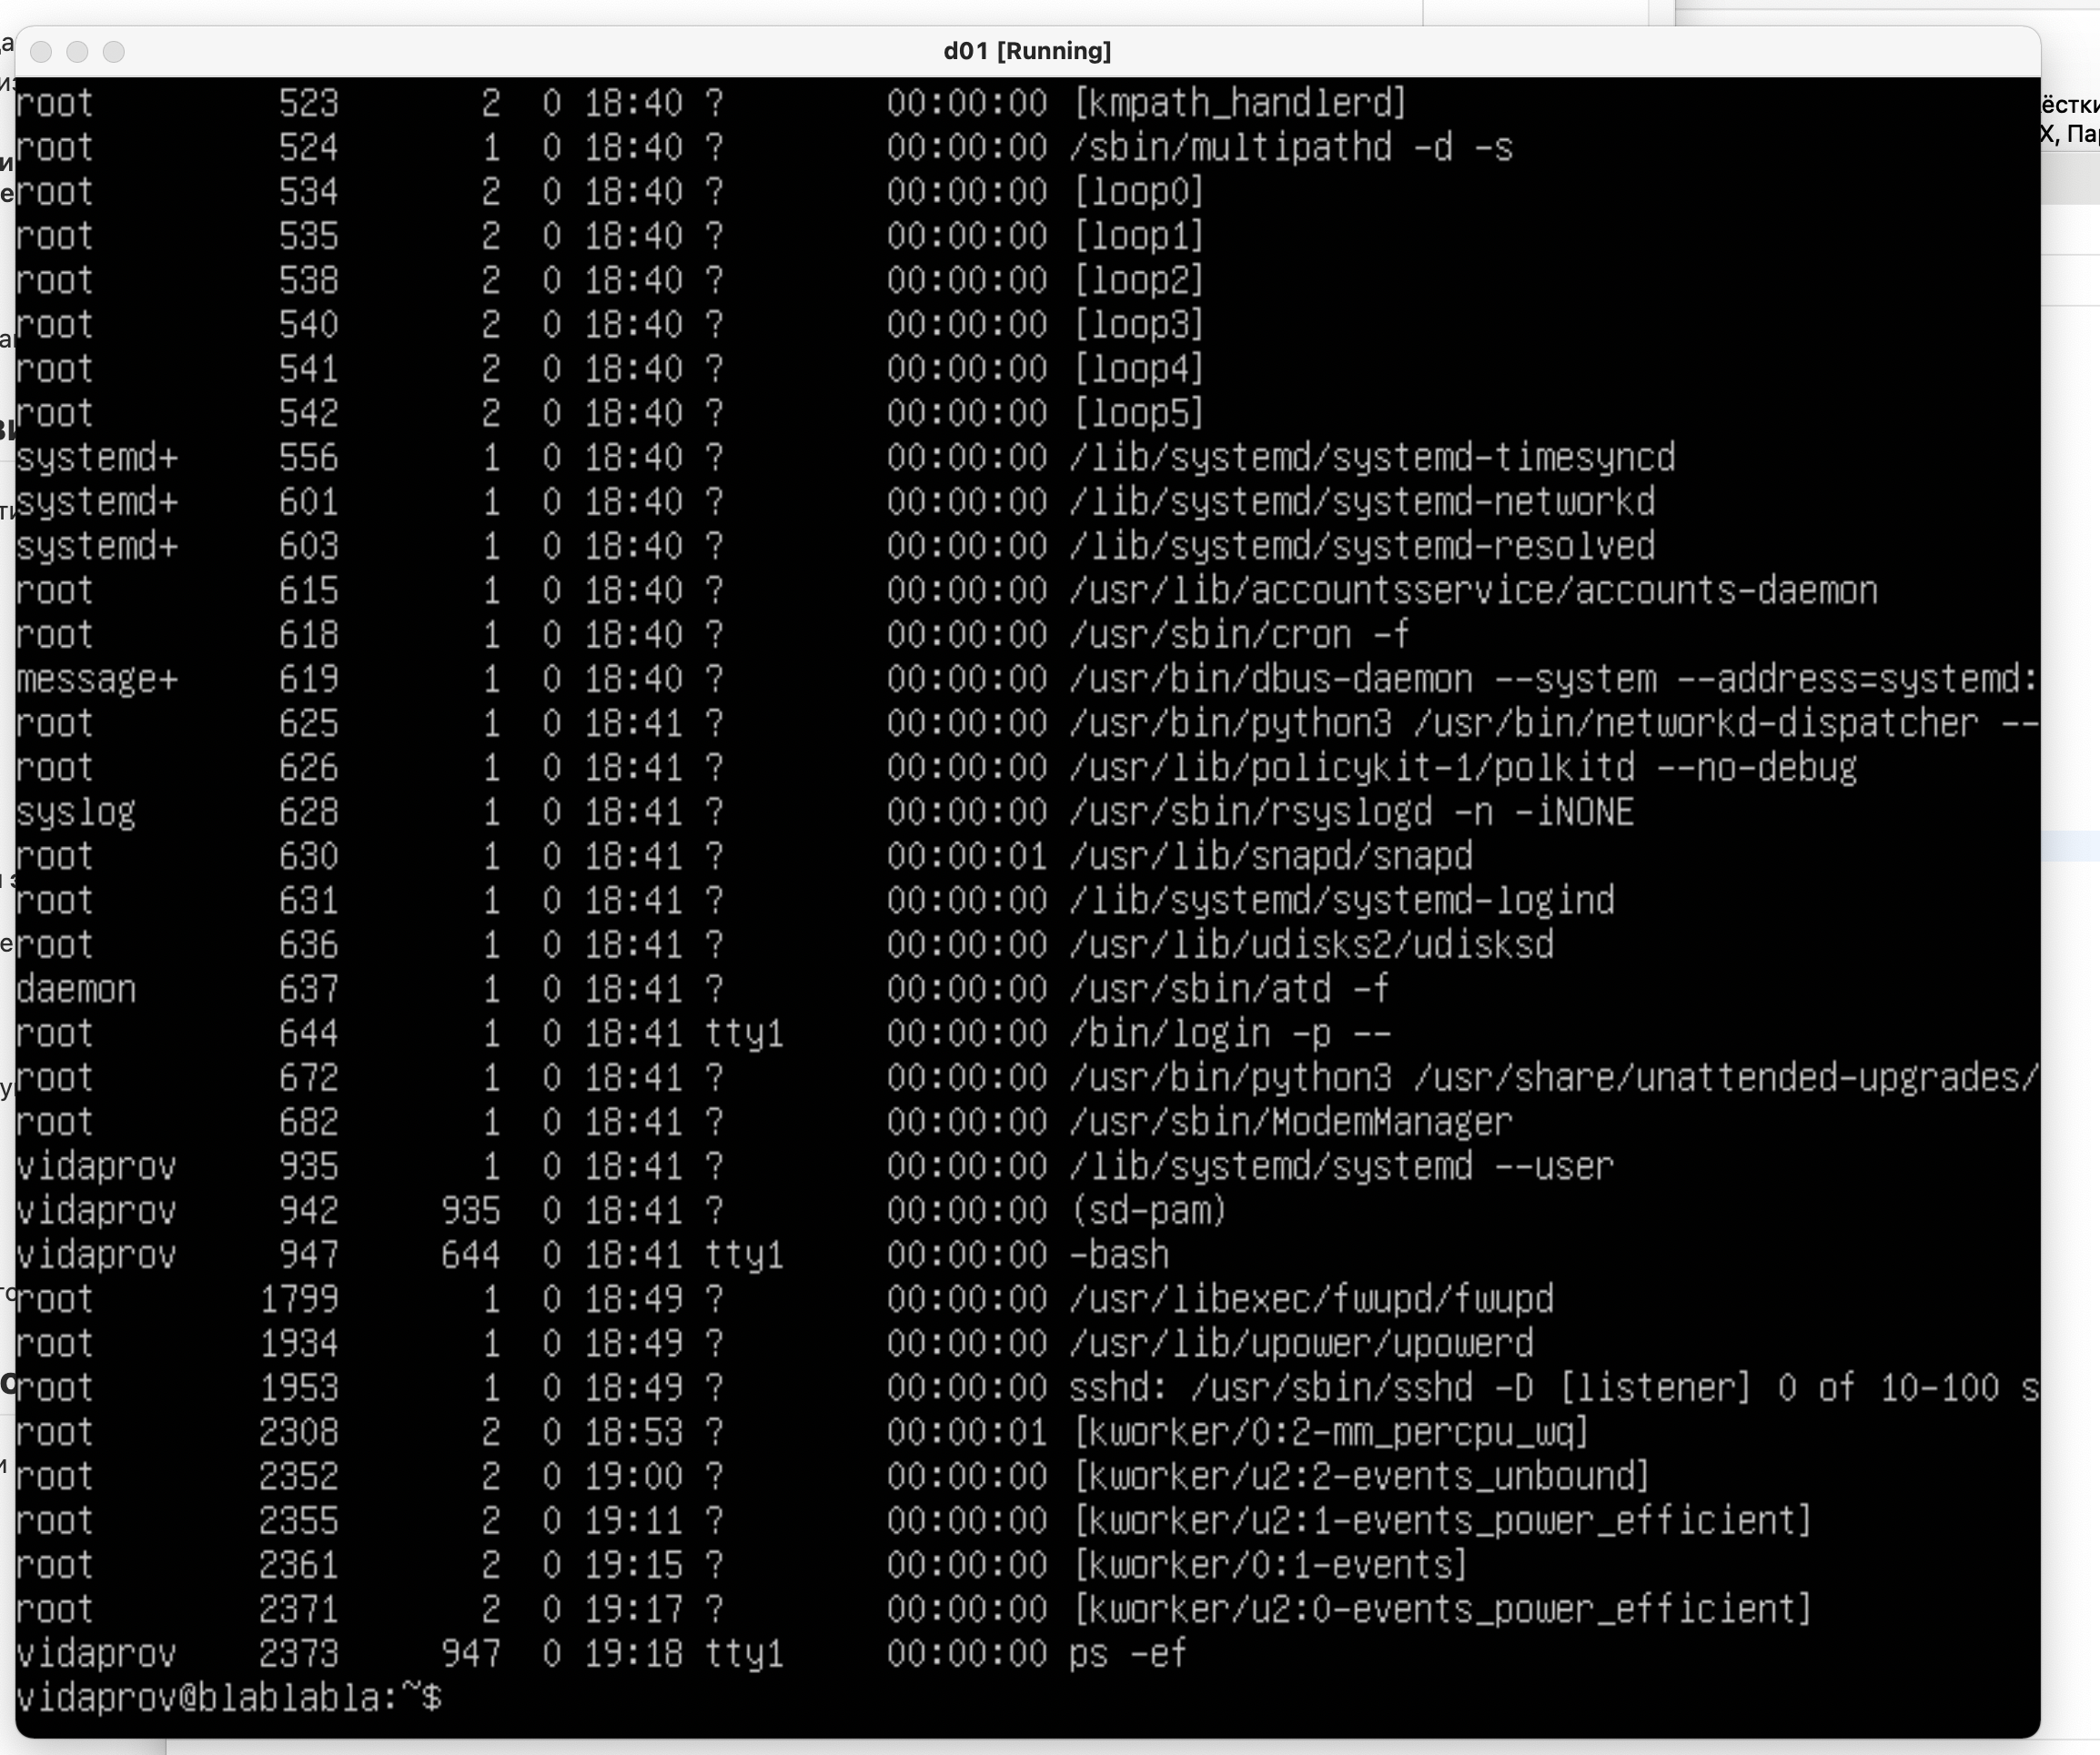 d01 [Running]
root 523 2 0 18:40 ? 00:00:00 [kmpath_handlerd]
root 524 1 0 18:40 ? 00:00:00 /sbin/multipathd -d -s
root 534 2 0 18:40 ? 00:00:00 [loop0]
root 535 2 0 18:40 ? 00:00:00 [loop1]
root 538 2 0 18:40 ? 00:00:00 [loop2]
root 540 2 0 18:40 ? 00:00:00 [loop3]
root 541 2 0 18:40 ? 00:00:00 [loop4]
root 542 2 0 18:40 ? 00:00:00 [loop5]
systemd+ 556 1 0 18:40 ? 00:00:00 /lib/systemd/systemd-timesyncd
systemd+ 601 1 0 18:40 ? 00:00:00 /lib/systemd/systemd-networkd
systemd+ 603 1 0 18:40 ? 00:00:00 /lib/systemd/systemd-resolved
root 615 1 0 18:40 ? 00:00:00 /usr/lib/accountsservice/accounts-daemon
root 618 1 0 18:40 ? 00:00:00 /usr/sbin/cron -f
message+ 619 1 0 18:40 ? 00:00:00 /usr/bin/dbus-daemon --system --address=systemd:
root 625 1 0 18:41 ? 00:00:00 /usr/bin/python3 /usr/bin/networkd-dispatcher --
root 626 1 0 18:41 ? 00:00:00 /usr/lib/policykit-1/polkitd --no-debug
syslog 628 1 0 18:41 ? 00:00:00 /usr/sbin/rsyslogd -n -iNONE
root 630 1 0 18:41 ? 00:00:01 /usr/lib/snapd/snapd
root 631 1 0 18:41 ? 00:00:00 /lib/systemd/systemd-logind
root 636 1 0 18:41 ? 00:00:00 /usr/lib/udisks2/udisksd
daemon 637 1 0 18:41 ? 00:00:00 /usr/sbin/atd -f
root 644 1 0 18:41 tty1 00:00:00 /bin/login -p --
root 672 1 0 18:41 ? 00:00:00 /usr/bin/python3 /usr/share/unattended-upgrades/
root 682 1 0 18:41 ? 00:00:00 /usr/sbin/ModemManager
vidaprov 935 1 0 18:41 ? 00:00:00 /lib/systemd/systemd --user
vidaprov 942 935 0 18:41 ? 00:00:00 (sd-pam)
vidaprov 947 644 0 18:41 tty1 00:00:00 -bash
root 1799 1 0 18:49 ? 00:00:00 /usr/libexec/fwupd/fwupd
root 1934 1 0 18:49 ? 00:00:00 /usr/lib/upower/upowerd
root 1953 1 0 18:49 ? 00:00:00 sshd: /usr/sbin/sshd -D [listener] 0 of 10-100 s
root 2308 2 0 18:53 ? 00:00:01 [kworker/0:2-mm_percpu_wq]
root 2352 2 0 19:00 ? 00:00:00 [kworker/u2:2-events_unbound]
root 2355 2 0 19:11 ? 00:00:00 [kworker/u2:1-events_power_efficient]
root 2361 2 0 19:15 ? 00:00:00 [kworker/0:1-events]
root 2371 2 0 19:17 ? 00:00:00 [kworker/u2:0-events_power_efficient]
vidaprov 2373 947 0 19:18 tty1 00:00:00 ps -ef
vidaprov@blablabla:~$